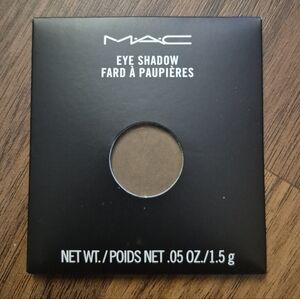 M·A·C
EYE SHADOW
FARD À PAUPIÈRES
NET WT./POIDS NET .05 OZ./1.5 g